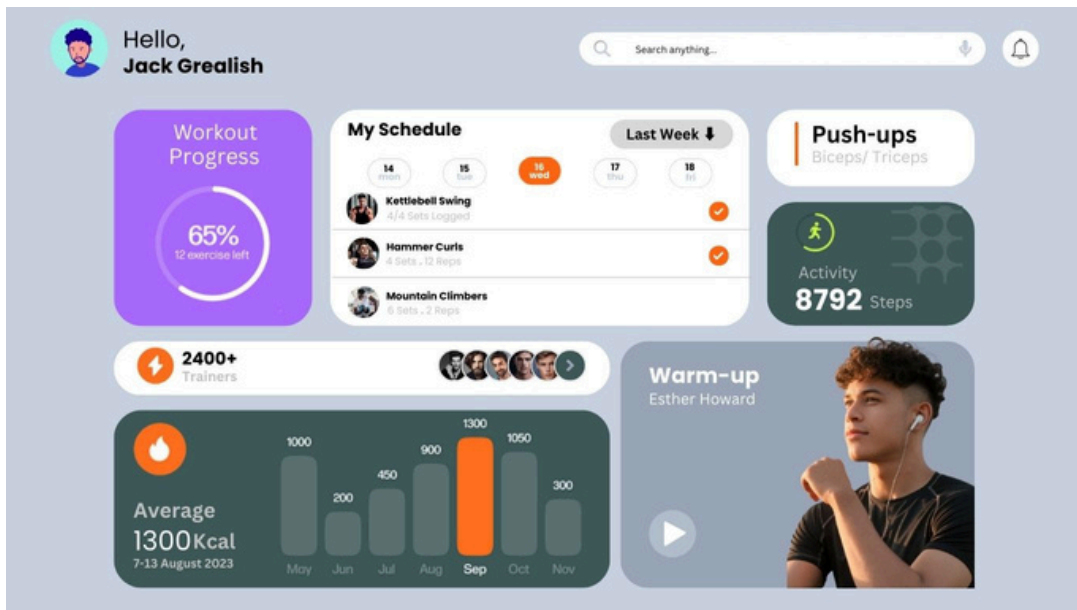 Hello,
Jack Grealish
Search anything...
Workout
Progress
65%
12 exercise left
My Schedule
Last Week
14
mon
15
tue
16
wed
17
thu
18
fri
Kettlebell Swing
4/4 Sets Logged
Hammer Curls
4 Sets . 12 Reps
Mountain Climbers
6 Sets . 2 Reps
Push-ups
Biceps/ Triceps
Activity
8792 Steps
2400+
Trainers
Warm-up
Esther Howard
Average
1300 Kcal
7-13 August 2023
1000
200
450
900
1300
1050
300
May Jun Jul Aug Sep Oct Nov